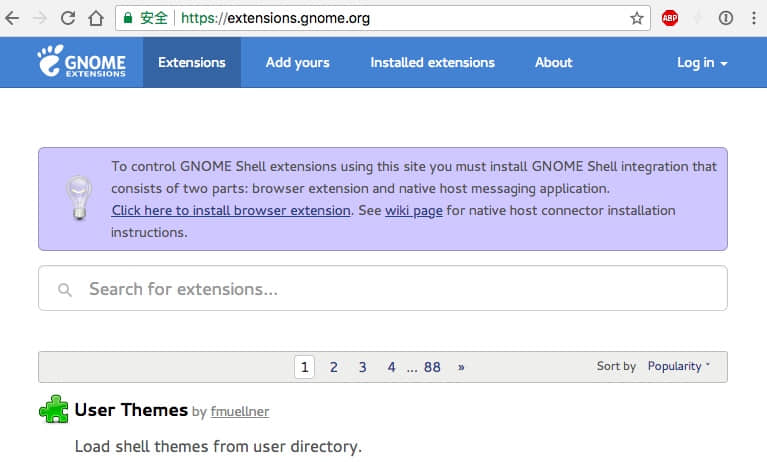 安全 https://extensions.gnome.org
ABP
GNOME
EXTENSIONS
Extensions Add yours Installed extensions About Log in
To control GNOME Shell extensions using this site you must install GNOME Shell integration that
consists of two parts: browser extension and native host messaging application.
Click here to install browser extension. See wiki page for native host connector installation
instructions.
Search for extensions...
1 2 3 4 ... 88 » Sort by Popularity
User Themes by fmuellner
Load shell themes from user directory.